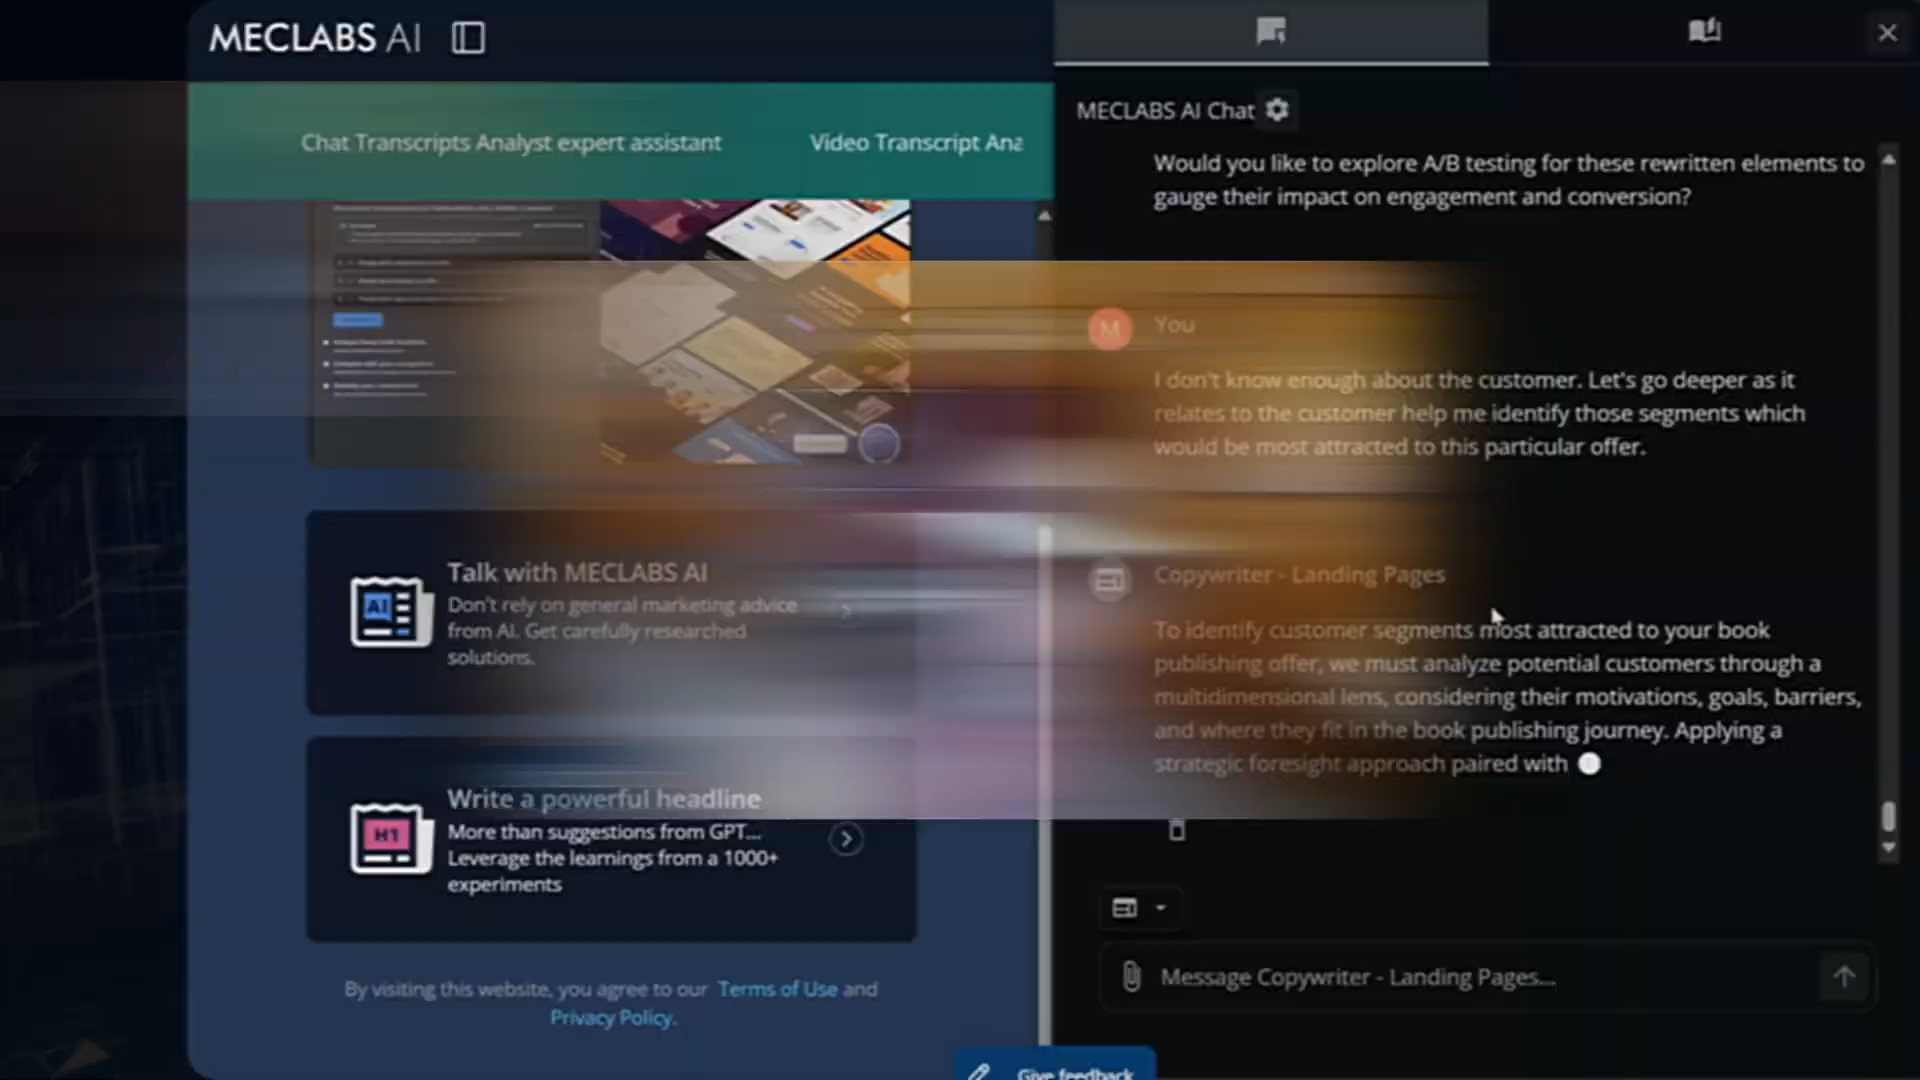 MECLABS AI
Chat Transcripts Analyst expert assistant
Video Transcript Ana
Talk with MECLABS AI
Don't rely on general marketing advice
from AI. Get carefully researched
solutions.
AI
Write a powerful headline
More than suggestions from GPT...
Leverage the learnings from a 1000+
experiments
H1
By visiting this website, you agree to our Terms of Use and
Privacy Policy.
Give feedback
MECLABS AI Chat
Would you like to explore A/B testing for these rewritten elements to
gauge their impact on engagement and conversion?
M
You
I don't know enough about the customer. Let's go deeper as it
relates to the customer help me identify those segments which
would be most attracted to this particular offer.
Copywriter - Landing Pages
To identify customer segments most attracted to your book
publishing offer, we must analyze potential customers through a
multidimensional lens, considering their motivations, goals, barriers,
and where they fit in the book publishing journey. Applying a
strategic foresight approach paired with
Message Copywriter - Landing Pages...